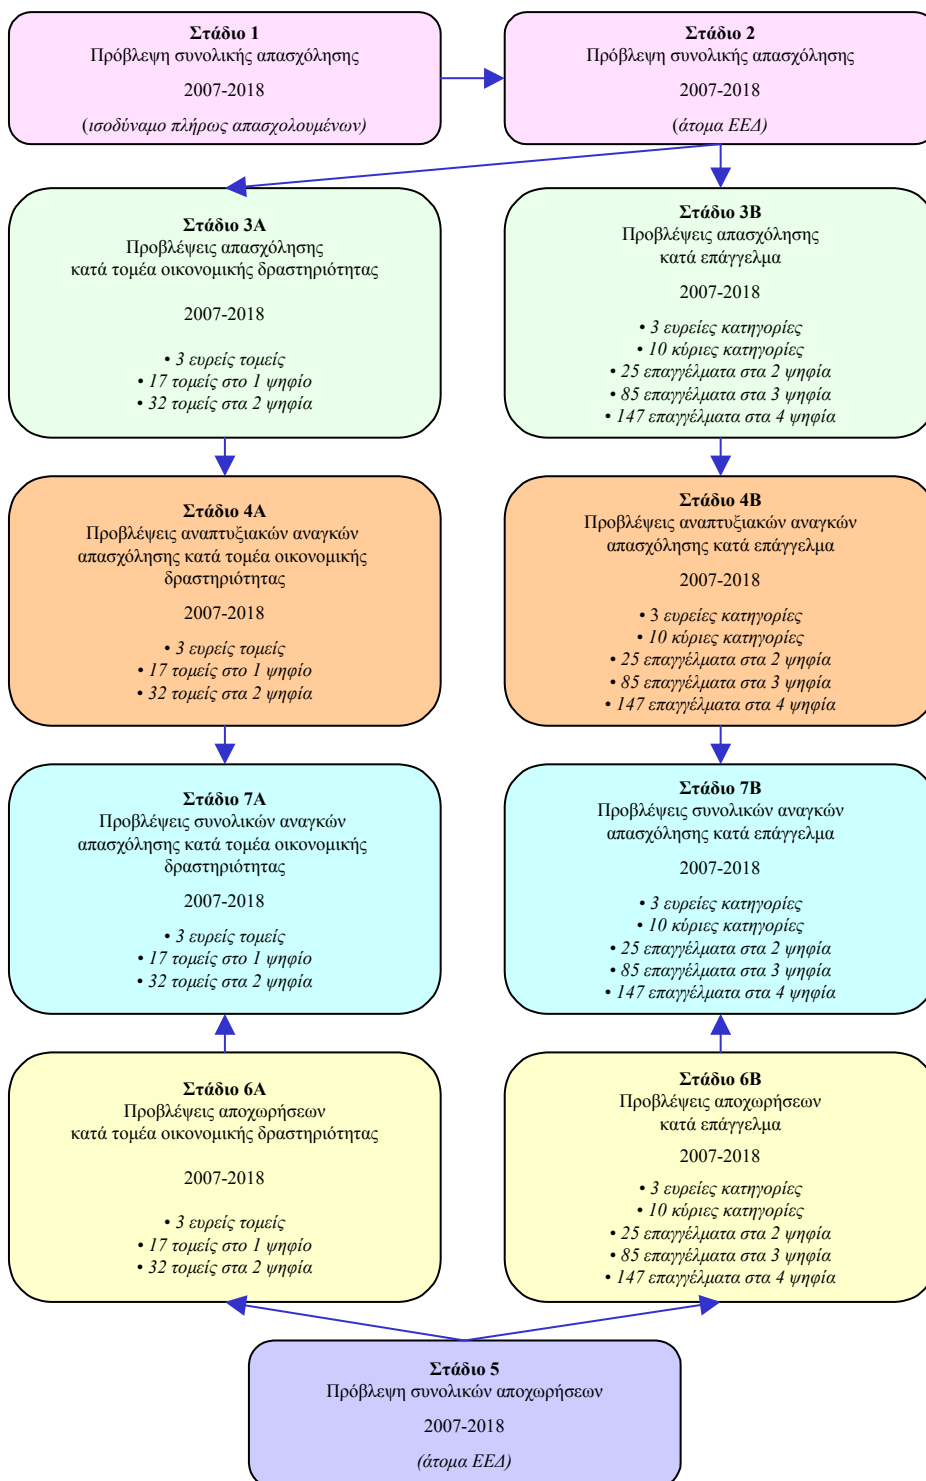 Στάδιο 1
Πρόβλεψη συνολικής απασχόλησης
2007-2018
(ισοδύναμο πλήρως απασχολουμένων)
Στάδιο 2
Πρόβλεψη συνολικής απασχόλησης
2007-2018
(άτομα ΕΕΔ)
Στάδιο 3Α
Προβλέψεις απασχόλησης
κατά τομέα οικονομικής δραστηριότητας
2007-2018
• 3 ευρείς τομείς
• 17 τομείς στο 1 ψηφίο
• 32 τομείς στα 2 ψηφία
Στάδιο 3Β
Προβλέψεις απασχόλησης
κατά επάγγελμα
2007-2018
• 3 ευρείες κατηγορίες
• 10 κύριες κατηγορίες
• 25 επαγγέλματα στα 2 ψηφία
• 85 επαγγέλματα στα 3 ψηφία
• 147 επαγγέλματα στα 4 ψηφία
Στάδιο 4Α
Προβλέψεις αναπτυξιακών αναγκών
απασχόλησης κατά τομέα οικονομικής
δραστηριότητας
2007-2018
• 3 ευρείς τομείς
• 17 τομείς στο 1 ψηφίο
• 32 τομείς στα 2 ψηφία
Στάδιο 4Β
Προβλέψεις αναπτυξιακών αναγκών
απασχόλησης κατά επάγγελμα
2007-2018
• 3 ευρείες κατηγορίες
• 10 κύριες κατηγορίες
• 25 επαγγέλματα στα 2 ψηφία
• 85 επαγγέλματα στα 3 ψηφία
• 147 επαγγέλματα στα 4 ψηφία
Στάδιο 7Α
Προβλέψεις συνολικών αναγκών
απασχόλησης κατά τομέα οικονομικής
δραστηριότητας
2007-2018
• 3 ευρείς τομείς
• 17 τομείς στο 1 ψηφίο
• 32 τομείς στα 2 ψηφία
Στάδιο 7Β
Προβλέψεις συνολικών αναγκών
απασχόλησης κατά επάγγελμα
2007-2018
• 3 ευρείες κατηγορίες
• 10 κύριες κατηγορίες
• 25 επαγγέλματα στα 2 ψηφία
• 85 επαγγέλματα στα 3 ψηφία
• 147 επαγγέλματα στα 4 ψηφία
Στάδιο 6Α
Προβλέψεις αποχωρήσεων
κατά τομέα οικονομικής δραστηριότητας
2007-2018
• 3 ευρείς τομείς
• 17 τομείς στο 1 ψηφίο
• 32 τομείς στα 2 ψηφία
Στάδιο 6Β
Προβλέψεις αποχωρήσεων
κατά επάγγελμα
2007-2018
• 3 ευρείες κατηγορίες
• 10 κύριες κατηγορίες
• 25 επαγγέλματα στα 2 ψηφία
• 85 επαγγέλματα στα 3 ψηφία
• 147 επαγγέλματα στα 4 ψηφία
Στάδιο 5
Πρόβλεψη συνολικών αποχωρήσεων
2007-2018
(άτομα ΕΕΔ)